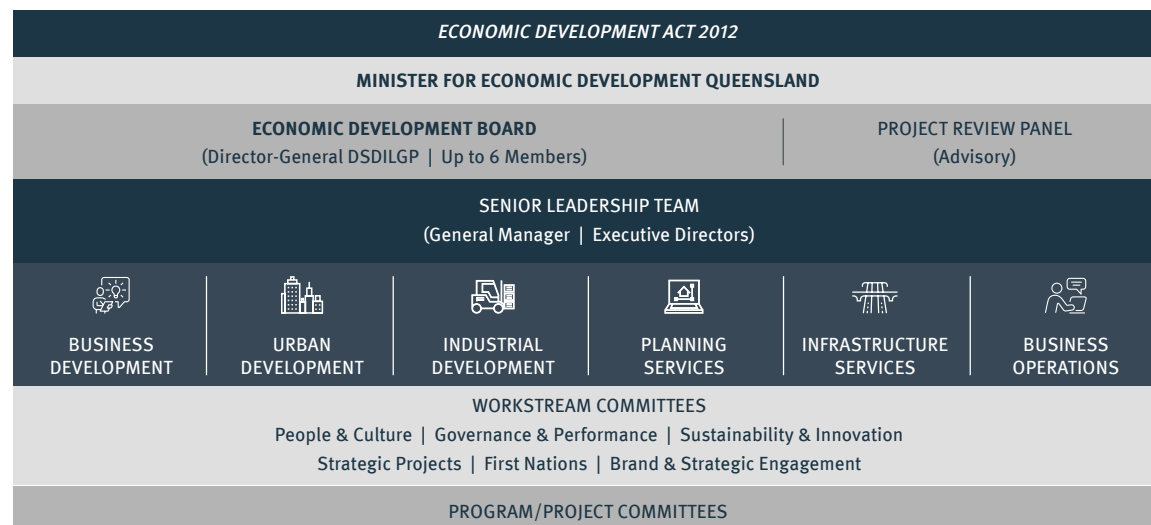 ECONOMIC DEVELOPMENT ACT 2012
MINISTER FOR ECONOMIC DEVELOPMENT QUEENSLAND
ECONOMIC DEVELOPMENT BOARD
(Director-General DSDILGP | Up to 6 Members)
PROJECT REVIEW PANEL
(Advisory)
SENIOR LEADERSHIP TEAM
(General Manager | Executive Directors)
BUSINESS
DEVELOPMENT
URBAN
DEVELOPMENT
INDUSTRIAL
DEVELOPMENT
PLANNING
SERVICES
INFRASTRUCTURE
SERVICES
BUSINESS
OPERATIONS
WORKSTREAM COMMITTEES
People & Culture | Governance & Performance | Sustainability & Innovation
Strategic Projects | First Nations | Brand & Strategic Engagement
PROGRAM/PROJECT COMMITTEES